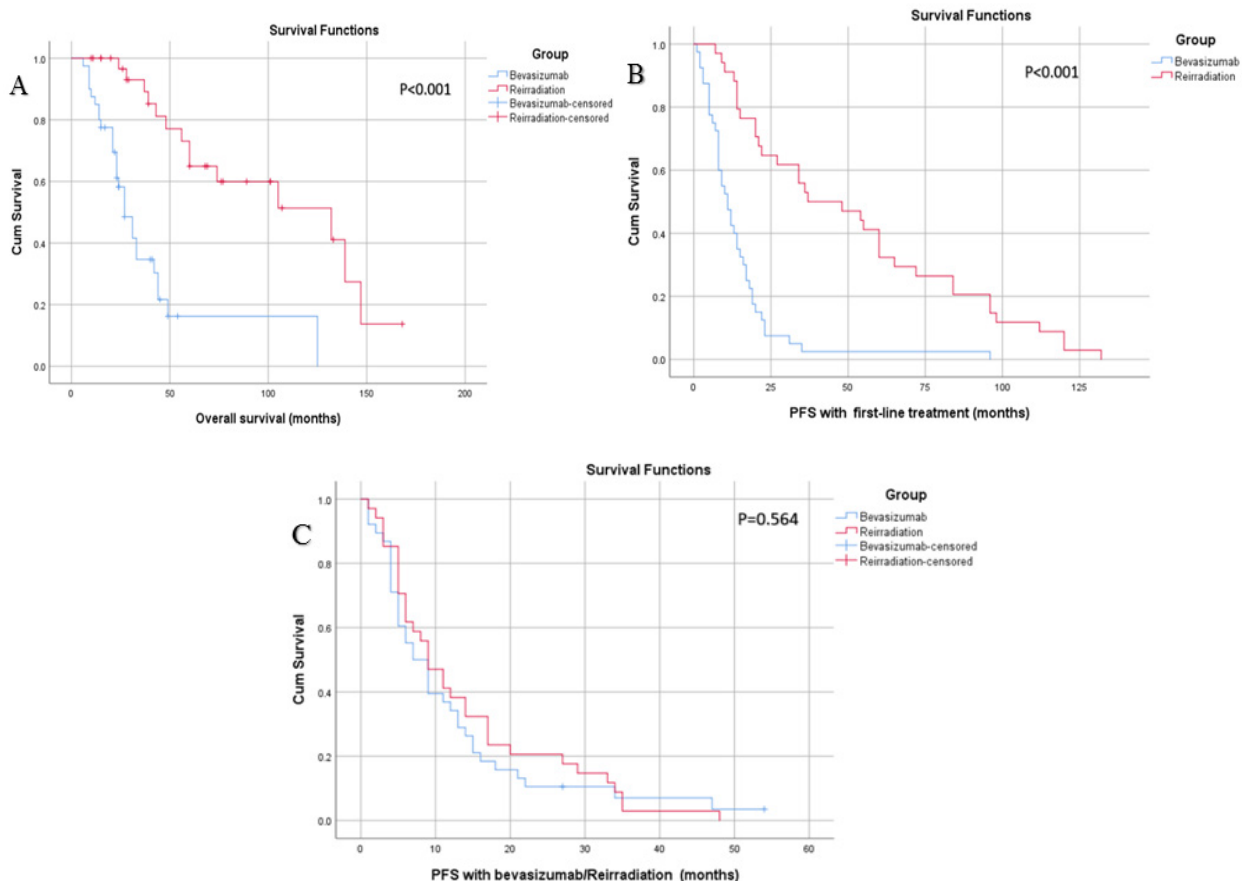 A
Survival Functions
P<0.001
Group
Bevasizumab
Reirradiation
Bevasizumab-censored
Reirradiation-censored
Cum Survival
1.0
0.8
0.6
0.4
0.2
0.0
0 50 100 150 200
Overall survival (months)
B
Survival Functions
P<0.001
Group
Bevasizumab
Reirradiation
Cum Survival
1.0
0.8
0.6
0.4
0.2
0.0
0 25 50 75 100 125
PFS with first-line treatment (months)
C
Survival Functions
P=0.564
Group
Bevasizumab
Reirradiation
Bevasizumab-censored
Reirradiation-censored
Cum Survival
1.0
0.8
0.6
0.4
0.2
0.0
0 10 20 30 40 50 60
PFS with bevasizumab/Reirradiation (months)